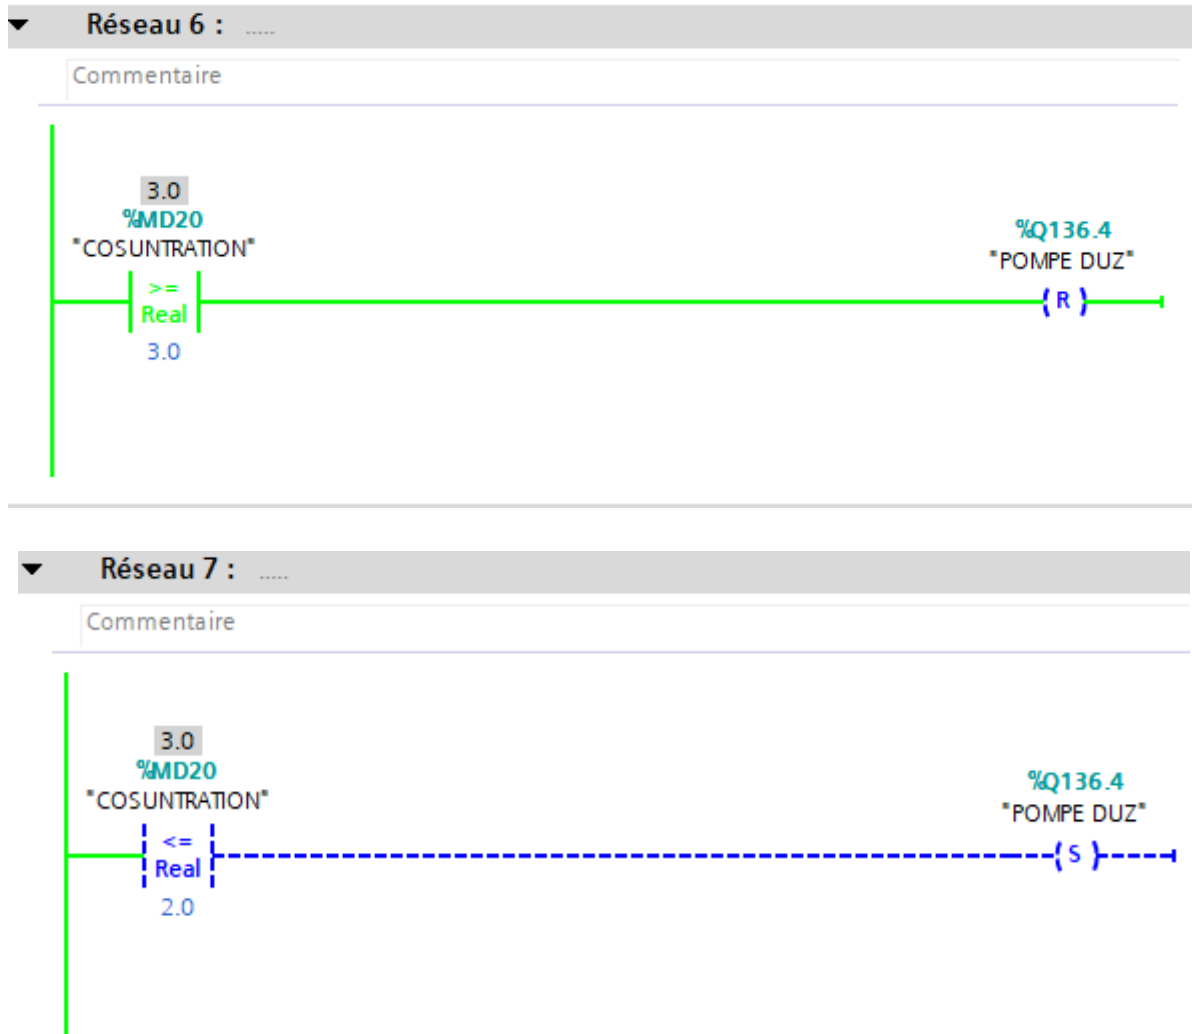 Réseau 6 : .....
Commentaire
3.0
%MD20
"COSUNTRATION"
>=
Real
3.0
%Q136.4
"POMPE DUZ"
( R )
Réseau 7 : .....
Commentaire
3.0
%MD20
"COSUNTRATION"
<=
Real
2.0
%Q136.4
"POMPE DUZ"
( S )